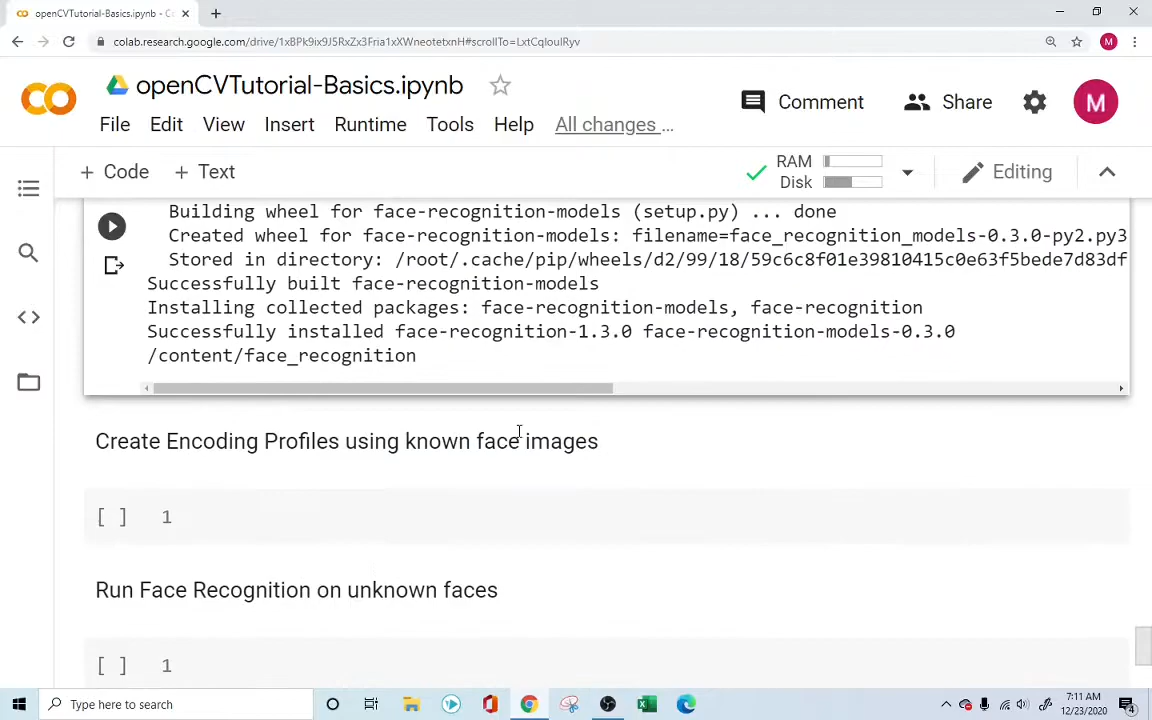 openCVTutorial-Basics.ipynb - C
colab.research.google.com/drive/1xBPk9ix9J5RxZx3Fria1xXWneotetxnH#scrollTo=LxtCqIouIRyv
M
openCVTutorial-Basics.ipynb
Comment
Share
M
File Edit View Insert Runtime Tools Help All changes …
+ Code + Text
RAM
Disk
Editing
Building wheel for face-recognition-models (setup.py) ... done
Created wheel for face-recognition-models: filename=face_recognition_models-0.3.0-py2.py3
Stored in directory: /root/.cache/pip/wheels/d2/99/18/59c6c8f01e39810415c0e63f5bede7d83df
Successfully built face-recognition-models
Installing collected packages: face-recognition-models, face-recognition
Successfully installed face-recognition-1.3.0 face-recognition-models-0.3.0
/content/face_recognition
Create Encoding Profiles using known face images
[ ] 1
Run Face Recognition on unknown faces
[ ] 1
Type here to search
7:11 AM
12/23/2020
4